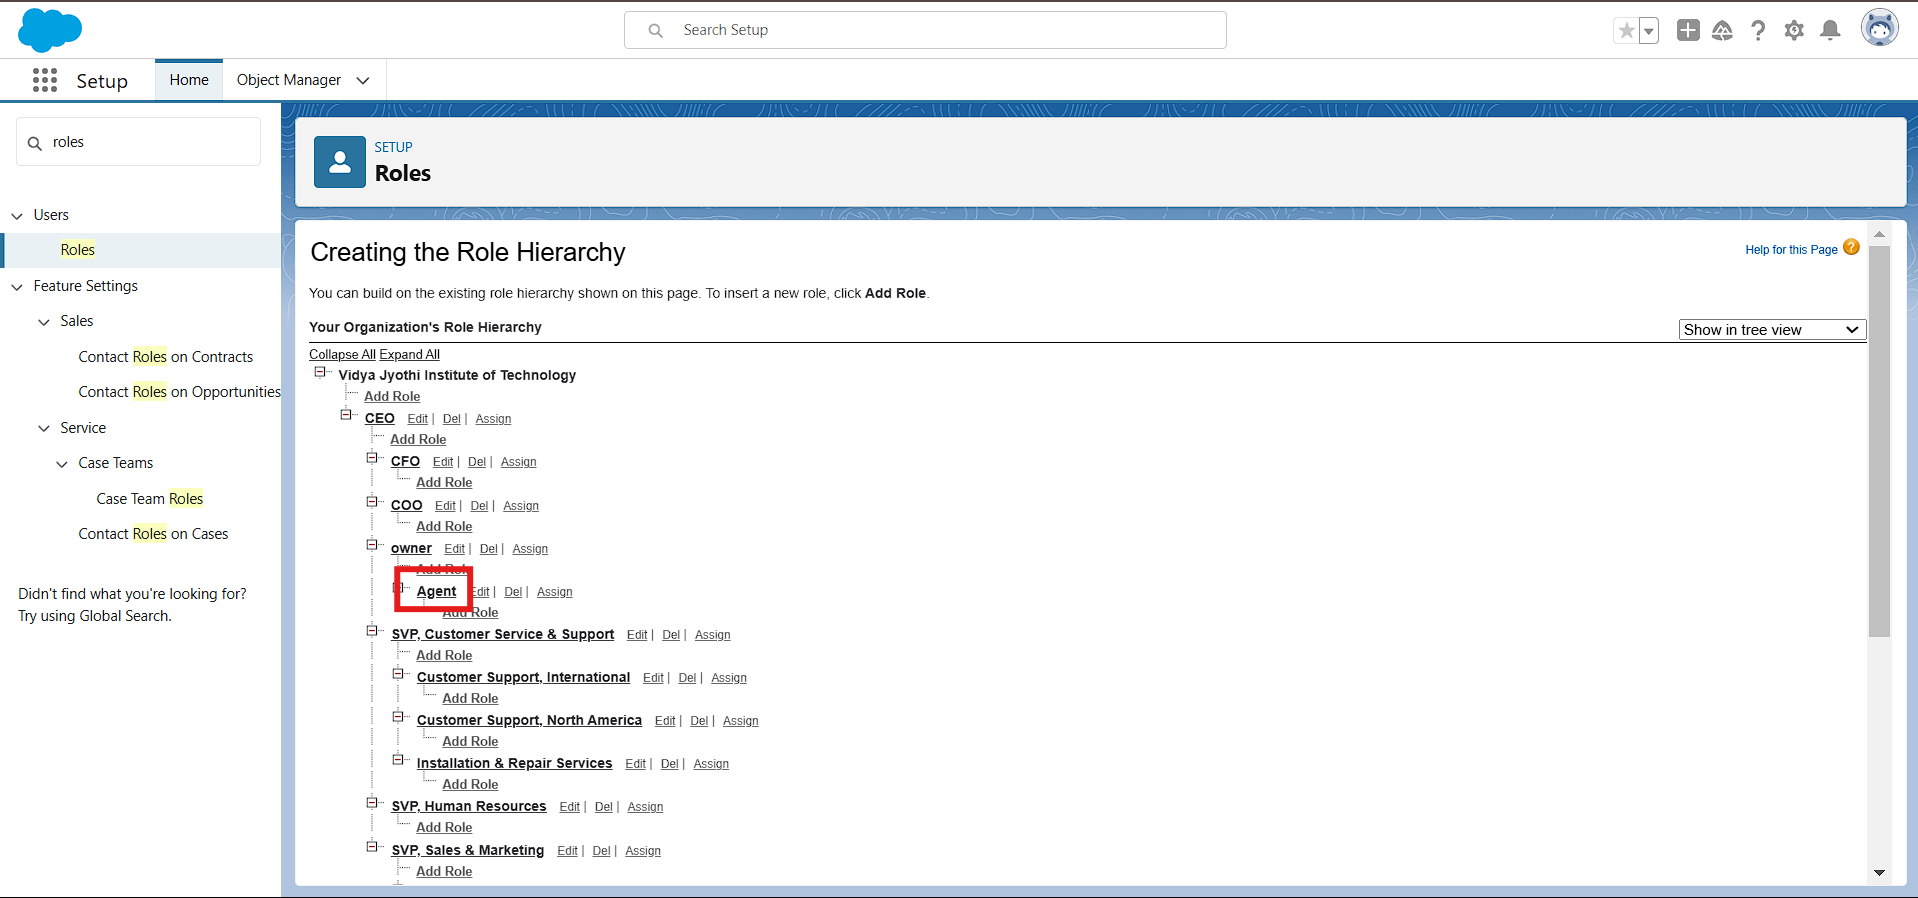 Search Setup
Setup
Home
Object Manager
roles
Users
Roles
Feature Settings
Sales
Contact Roles on Contracts
Contact Roles on Opportunities
Service
Case Teams
Case Team Roles
Contact Roles on Cases
Didn't find what you're looking for?
Try using Global Search.
SETUP
Roles
Creating the Role Hierarchy
Help for this Page ?
You can build on the existing role hierarchy shown on this page. To insert a new role, click Add Role.
Your Organization's Role Hierarchy
Show in tree view
Collapse All Expand All
Vidya Jyothi Institute of Technology
Add Role
CEO Edit | Del | Assign
Add Role
CFO Edit | Del | Assign
Add Role
COO Edit | Del | Assign
Add Role
owner Edit | Del | Assign
Add Role
Agent Edit | Del | Assign
Add Role
SVP, Customer Service & Support Edit | Del | Assign
Add Role
Customer Support, International Edit | Del | Assign
Add Role
Customer Support, North America Edit | Del | Assign
Add Role
Installation & Repair Services Edit | Del | Assign
Add Role
SVP, Human Resources Edit | Del | Assign
Add Role
SVP, Sales & Marketing Edit | Del | Assign
Add Role